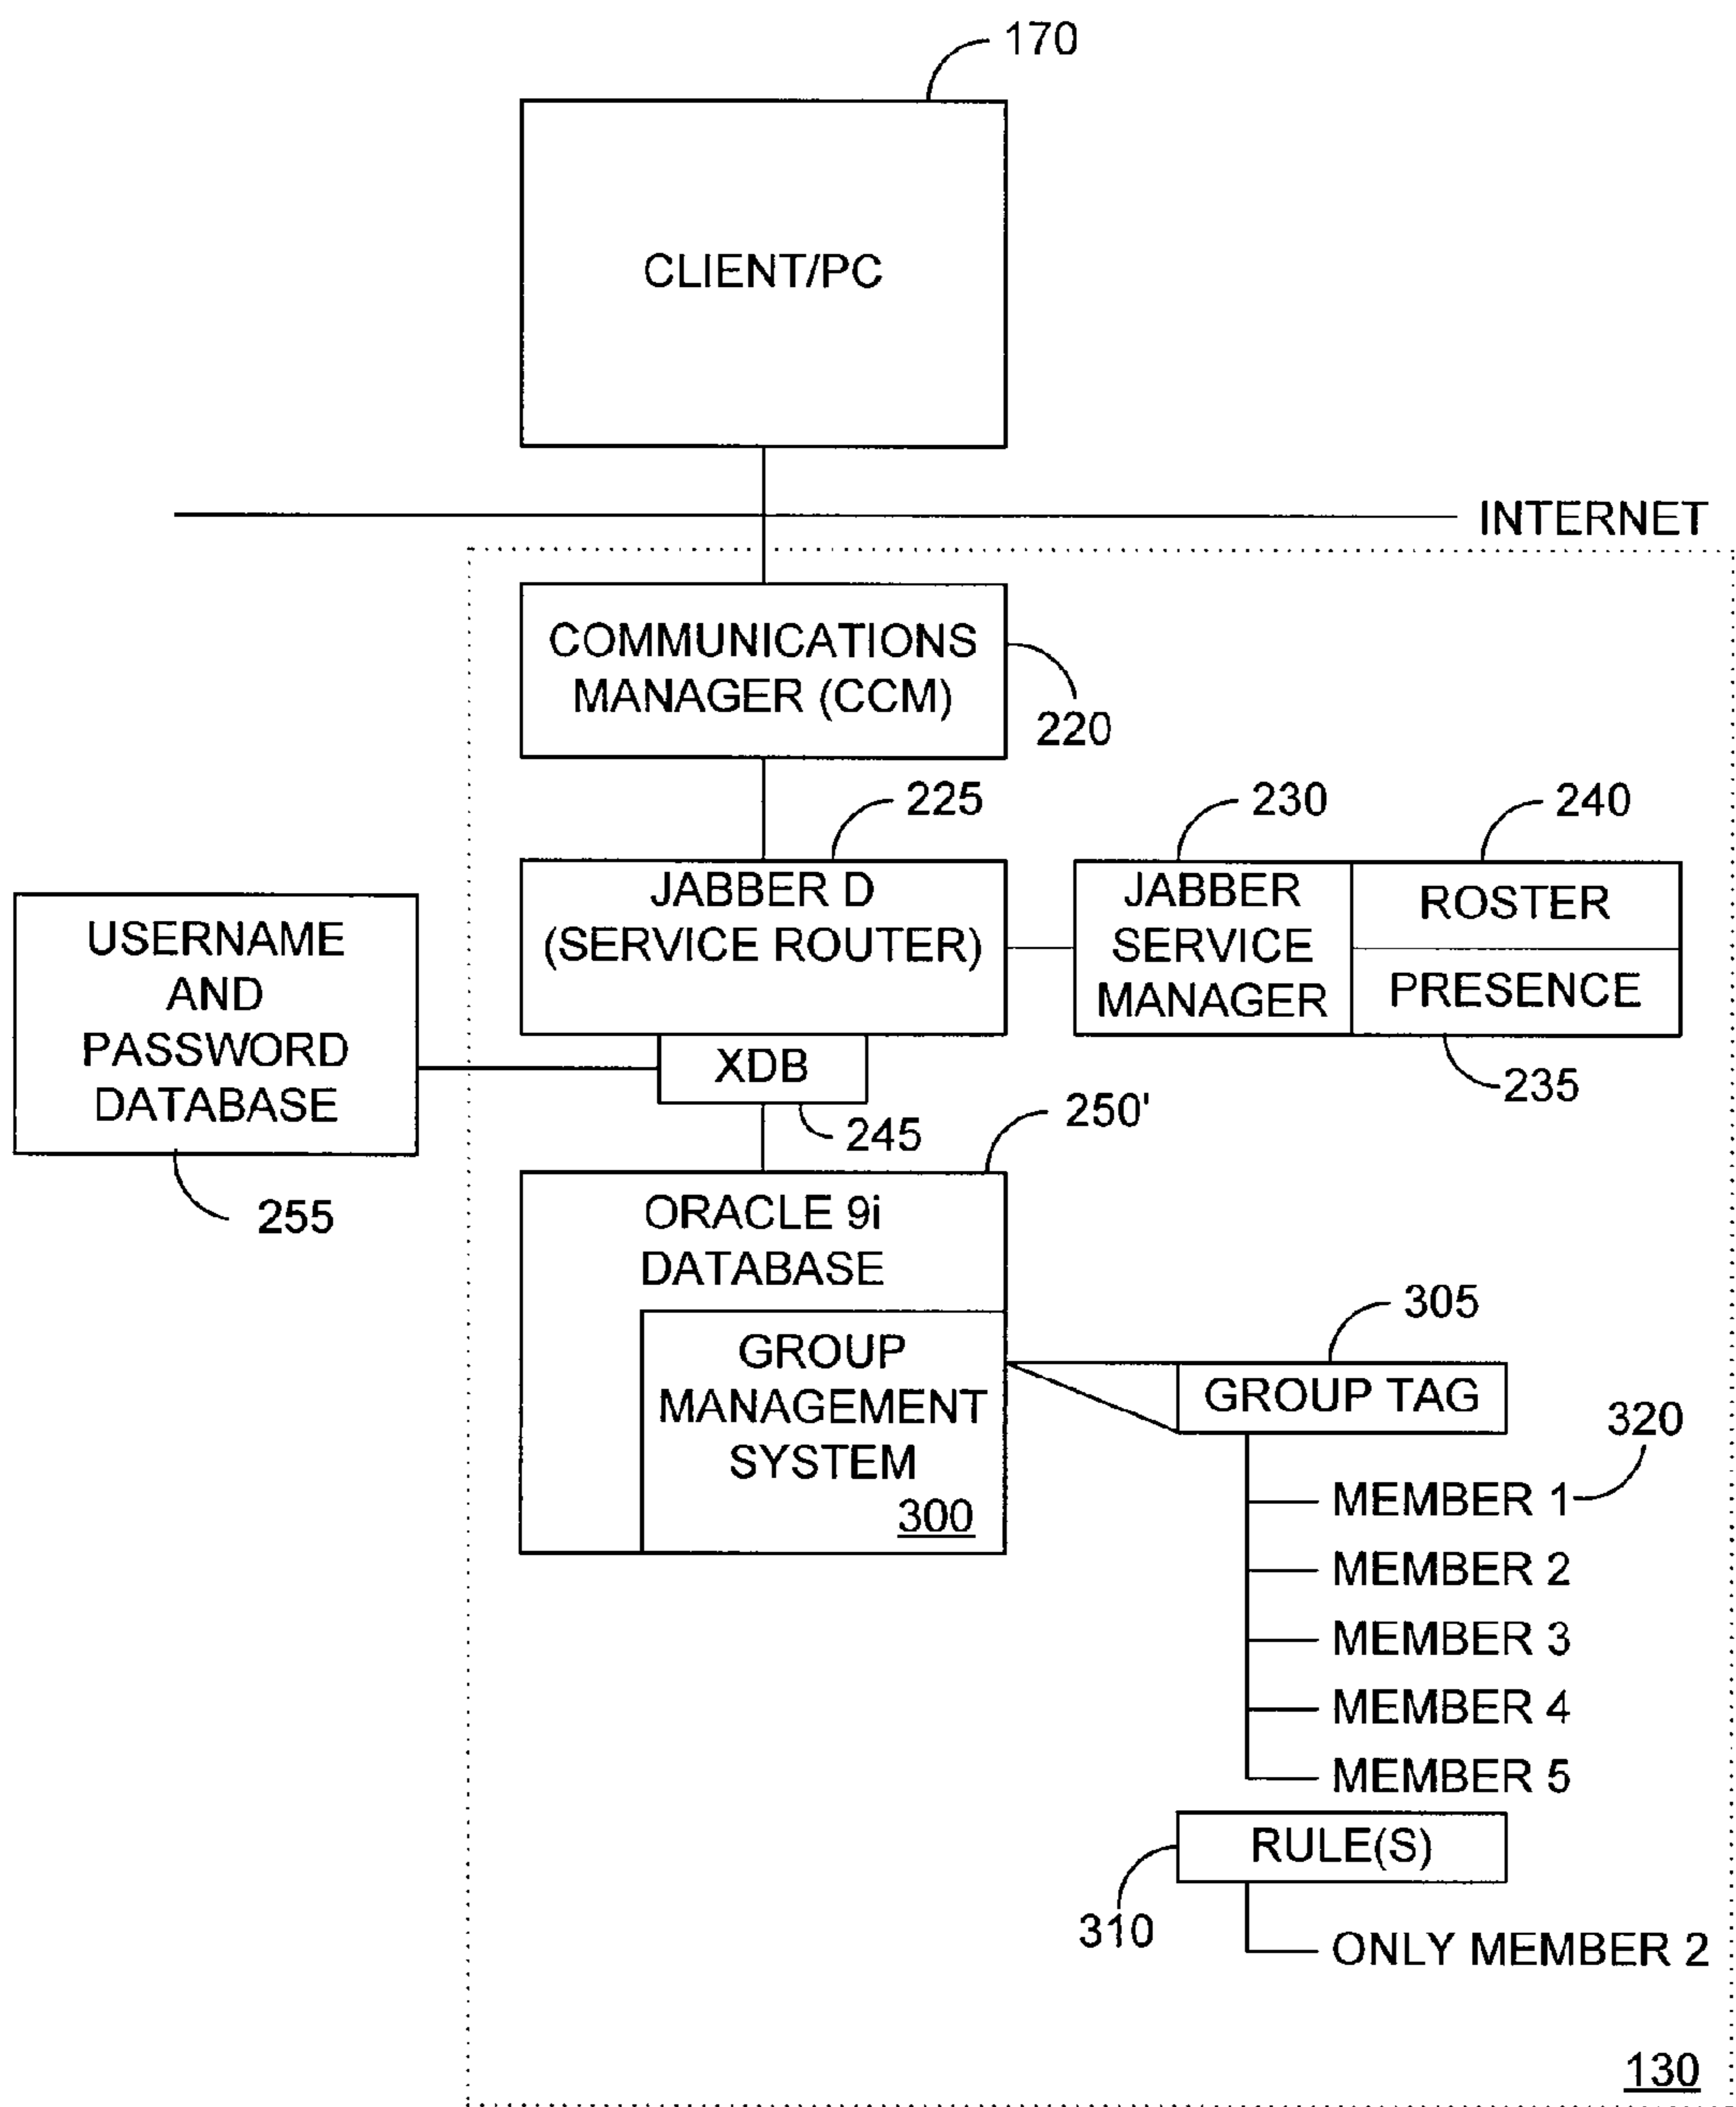 170
CLIENT/PC
INTERNET
COMMUNICATIONS
MANAGER (CCM)
220
225
230
240
JABBER D
(SERVICE ROUTER)
JABBER
SERVICE
MANAGER
ROSTER
PRESENCE
235
USERNAME
AND
PASSWORD
DATABASE
255
XDB
245
250'
ORACLE 9i
DATABASE
GROUP
MANAGEMENT
SYSTEM
300
305
GROUP TAG
320
MEMBER 1
MEMBER 2
MEMBER 3
MEMBER 4
MEMBER 5
RULE(S)
310
ONLY MEMBER 2
130